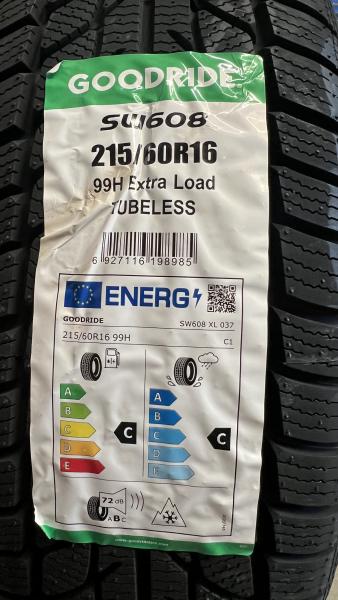 GOODRIDE
SW608
215/60R16
99H Extra Load
TUBELESS
6 927116 198985
ENERG
GOODRIDE SW608 XL 037
215/60R16 99H C1
A A
B B
C C C C
D D
E E
72 dB
ABC